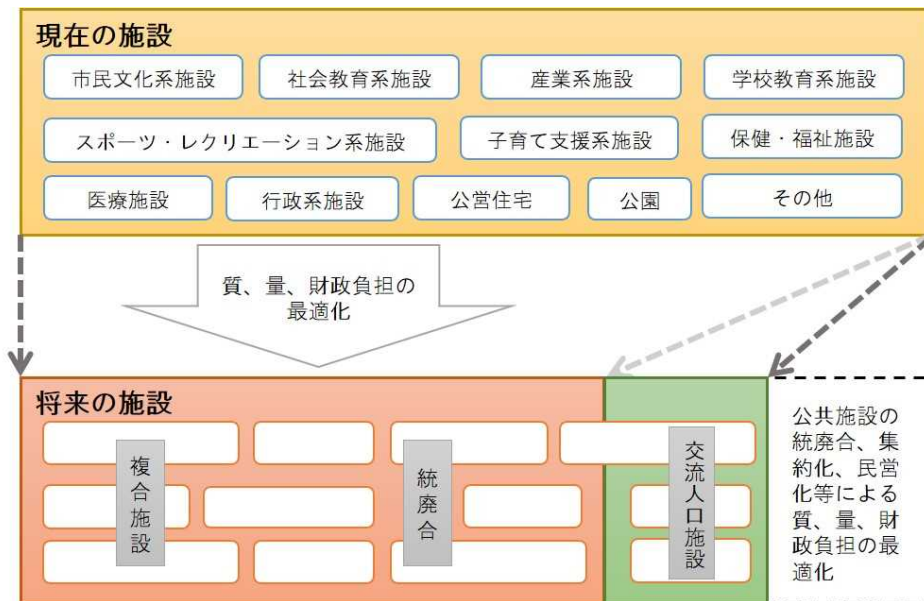 現在の施設
市民文化系施設
社会教育系施設
産業系施設
学校教育系施設
スポーツ・レクリエーション系施設
子育て支援系施設
保健・福祉施設
医療施設
行政系施設
公営住宅
公園
その他
質、量、財政負担の
最適化
将来の施設
複合施設
統廃合
交流人口施設
公共施設の
統廃合、集
約化、民営
化等による
質、量、財
政負担の最
適化